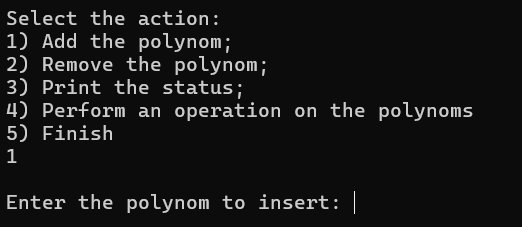 Select the action:
1) Add the polynom;
2) Remove the polynom;
3) Print the status;
4) Perform an operation on the polynoms
5) Finish
1
Enter the polynom to insert: